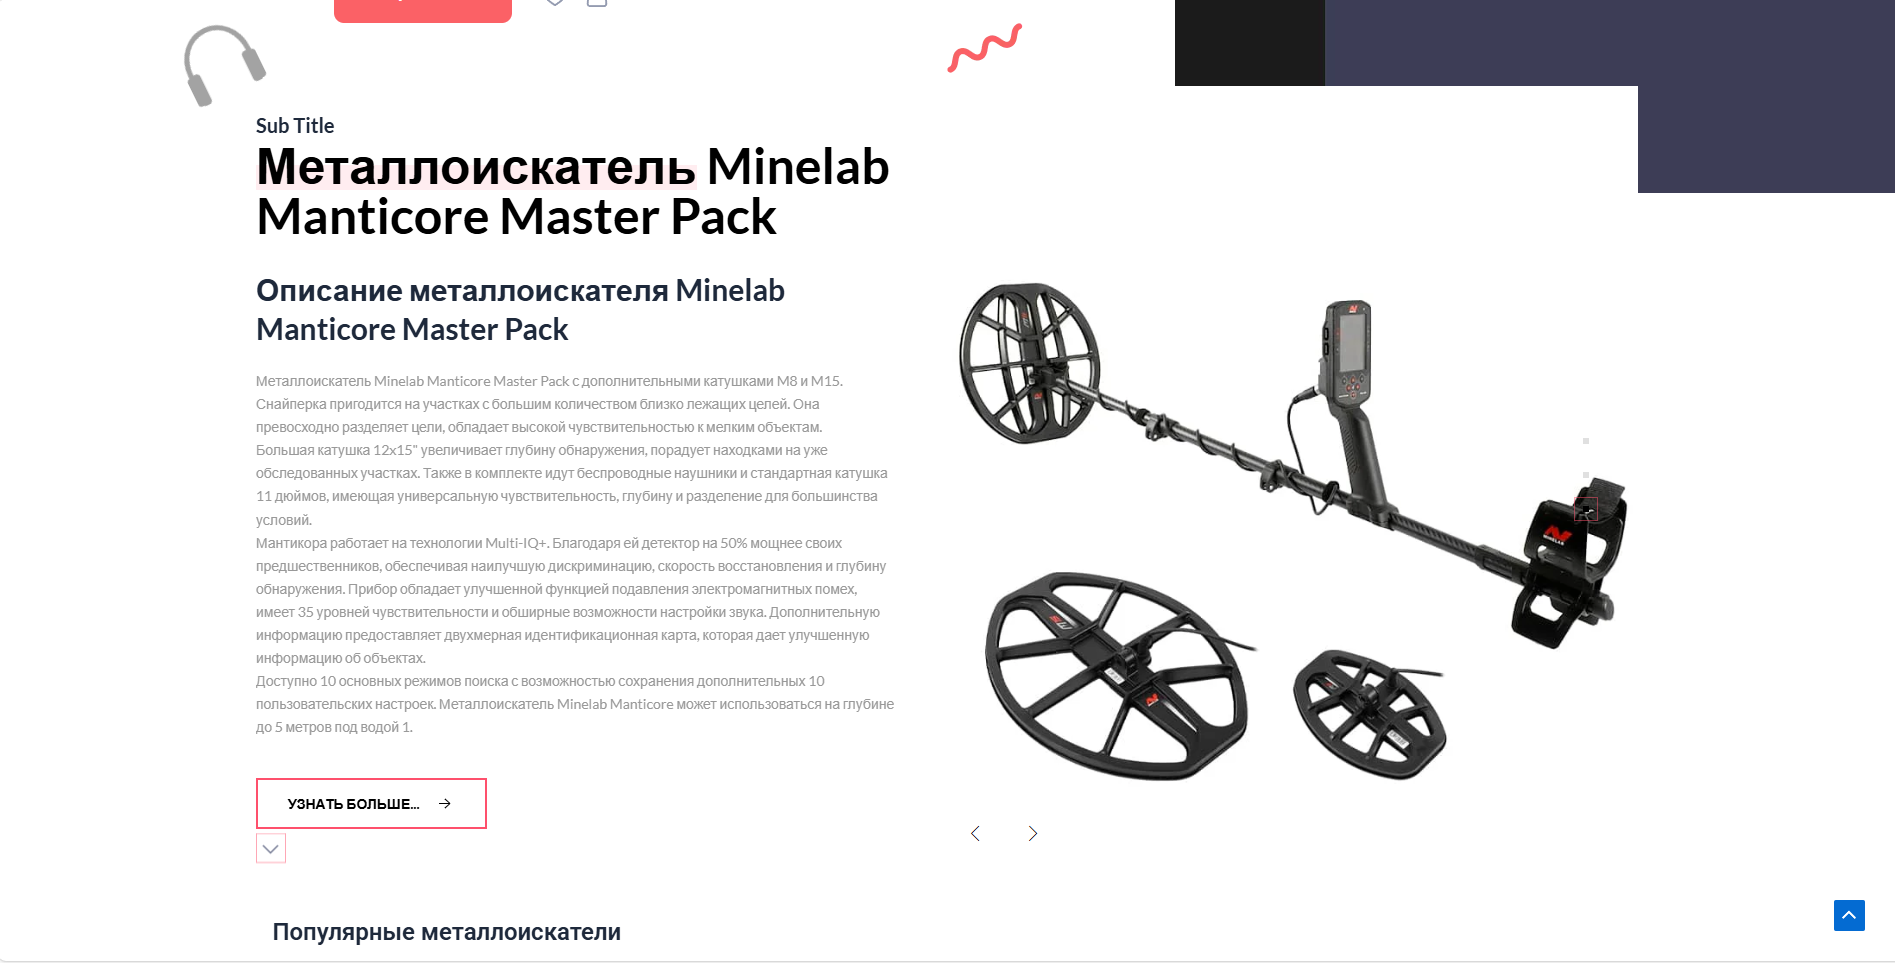 Sub Title
Металлоискатель Minelab
Manticore Master Pack
Описание металлоискателя Minelab
Manticore Master Pack
Металлоискатель Minelab Manticore Master Pack с дополнительными катушками M8 и M15.
Снайперка пригодится на участках с большим количеством близко лежащих целей. Она
превосходно разделяет цели, обладает высокой чувствительностью к мелким объектам.
Большая катушка 12x15" увеличивает глубину обнаружения, порадует находками на уже
обследованных участках. Также в комплекте идут беспроводные наушники и стандартная катушка
11 дюймов, имеющая универсальную чувствительность, глубину и разделение для большинства
условий.
Мантикора работает на технологии Multi-IQ+. Благодаря ей детектор на 50% мощнее своих
предшественников, обеспечивая наилучшую дискриминацию, скорость восстановления и глубину
обнаружения. Прибор обладает улучшенной функцией подавления электромагнитных помех,
имеет 35 уровней чувствительности и обширные возможности настройки звука. Дополнительную
информацию предоставляет двухмерная идентификационная карта, которая дает улучшенную
информацию об объектах.
Доступно 10 основных режимов поиска с возможностью сохранения дополнительных 10
пользовательских настроек. Металлоискатель Minelab Manticore может использоваться на глубине
до 5 метров под водой 1.
УЗНАТЬ БОЛЬШЕ...
Популярные металлоискатели
MINELAB